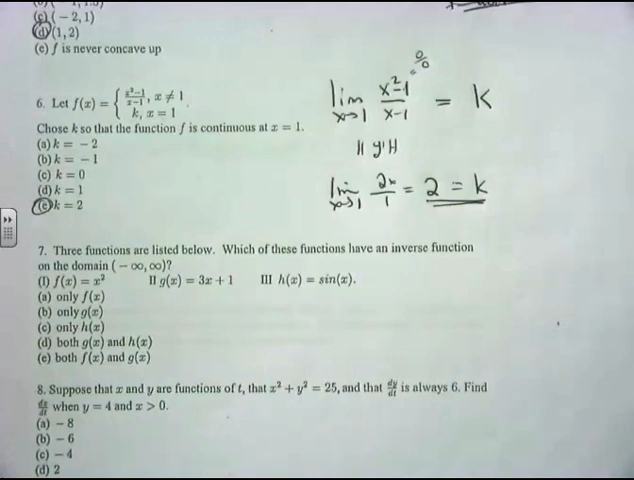 (c) (−2, 1)
(d) (1, 2)
(e) f is never concave up
6. Let f(x) = { x²−1/x−1, x ≠ 1
k, x = 1 .
Chose k so that the function f is continuous at x = 1.
(a) k = −2
(b) k = −1
(c) k = 0
(d) k = 1
(e) k = 2
lim x→1 x²−1/x−1 0/0 = k
|| L'H
lim x→1 2x/1 = 2 = k
7. Three functions are listed below. Which of these functions have an inverse function
on the domain (−∞, ∞)?
(I) f(x) = x² II g(x) = 3x + 1 III h(x) = sin(x).
(a) only f(x)
(b) only g(x)
(c) only h(x)
(d) both g(x) and h(x)
(e) both f(x) and g(x)
8. Suppose that x and y are functions of t, that x² + y² = 25, and that dy/dt is always 6. Find
dx/dt when y = 4 and x > 0.
(a) −8
(b) −6
(c) −4
(d) 2